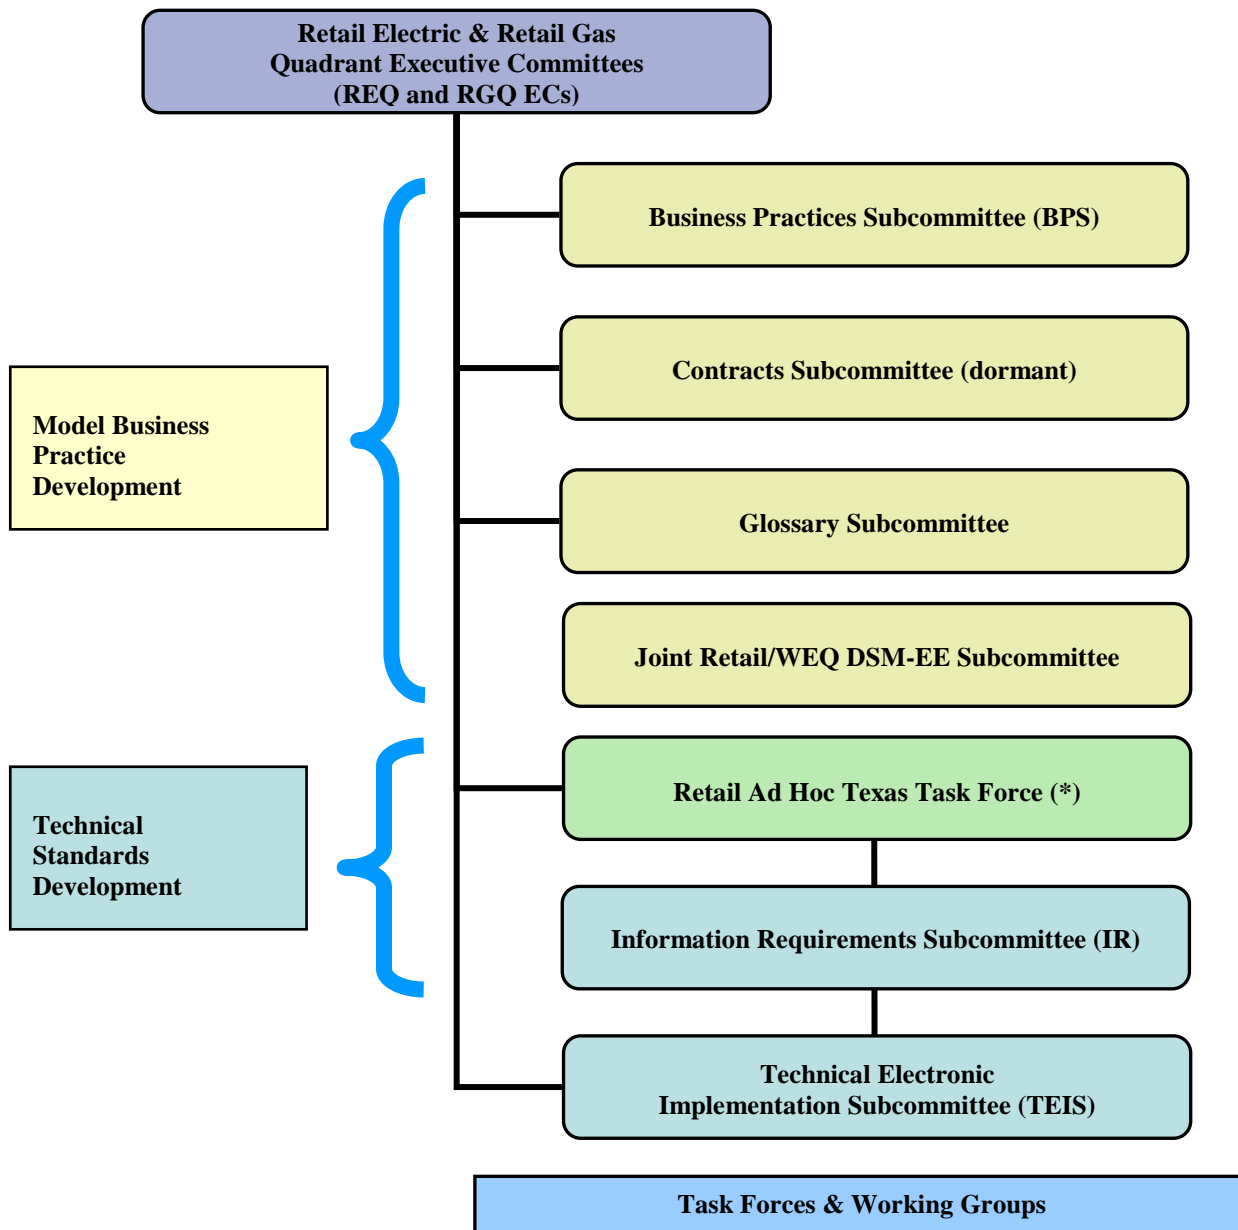 Retail Electric & Retail Gas
Quadrant Executive Committees
(REQ and RGQ ECs)
Business Practices Subcommittee (BPS)
Contracts Subcommittee (dormant)
Model Business
Practice
Development
Glossary Subcommittee
Joint Retail/WEQ DSM-EE Subcommittee
Retail Ad Hoc Texas Task Force (*)
Technical
Standards
Development
Information Requirements Subcommittee (IR)
Technical Electronic
Implementation Subcommittee (TEIS)
Task Forces & Working Groups